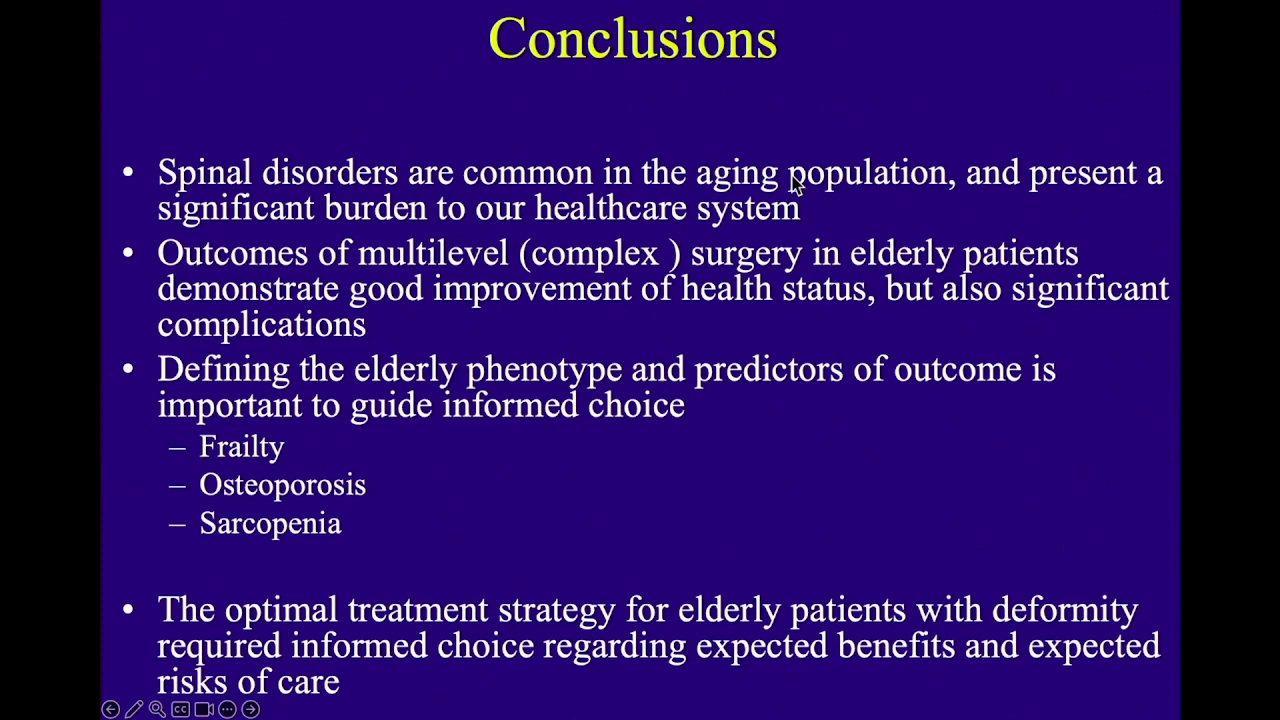 Conclusions
• Spinal disorders are common in the aging population, and present a
significant burden to our healthcare system
• Outcomes of multilevel (complex ) surgery in elderly patients
demonstrate good improvement of health status, but also significant
complications
• Defining the elderly phenotype and predictors of outcome is
important to guide informed choice
– Frailty
– Osteoporosis
– Sarcopenia
• The optimal treatment strategy for elderly patients with deformity
required informed choice regarding expected benefits and expected
risks of care
CC